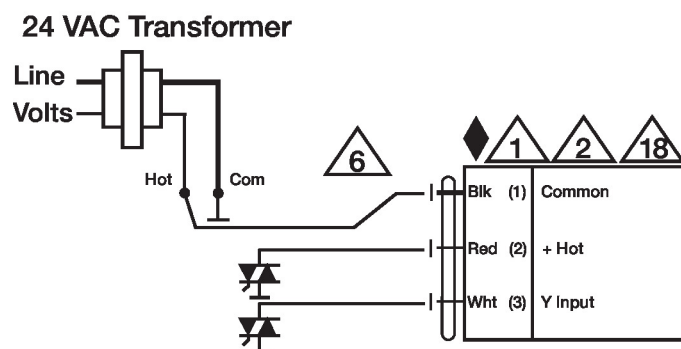 24 VAC Transformer
Line
Volts
Hot
Com
6
1
2
18
Blk (1) Common
Red (2) + Hot
Wht (3) Y Input